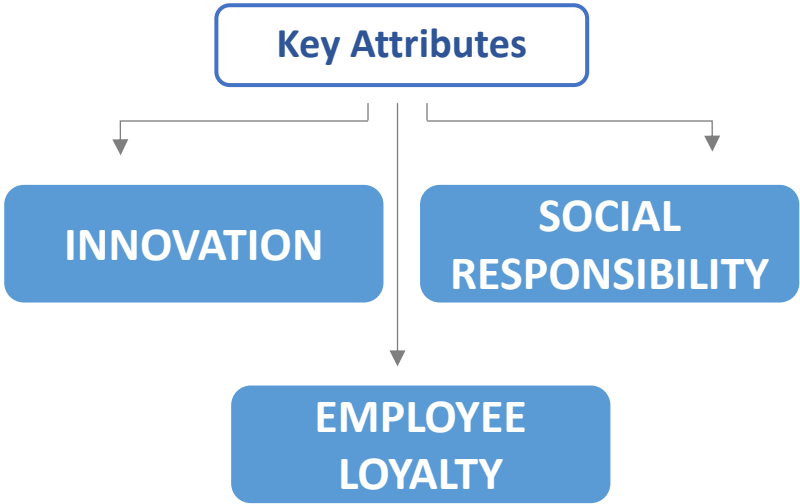 Key Attributes
INNOVATION
SOCIAL
RESPONSIBILITY
EMPLOYEE
LOYALTY